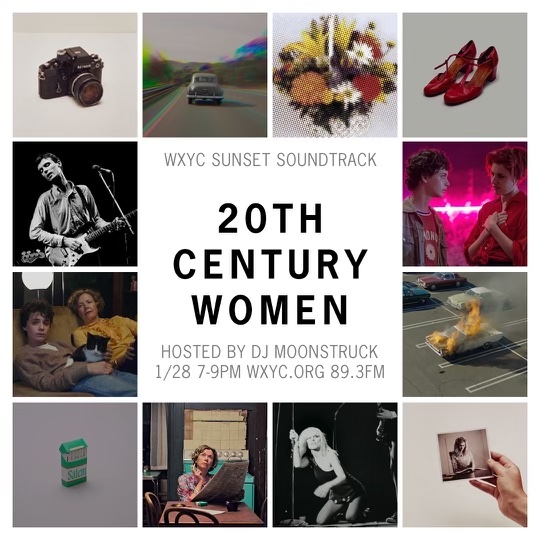 WXYC SUNSET SOUNDTRACK
20TH
CENTURY
WOMEN
HOSTED BY DJ MOONSTRUCK
1/28 7-9PM WXYC.ORG 89.3FM
Salem